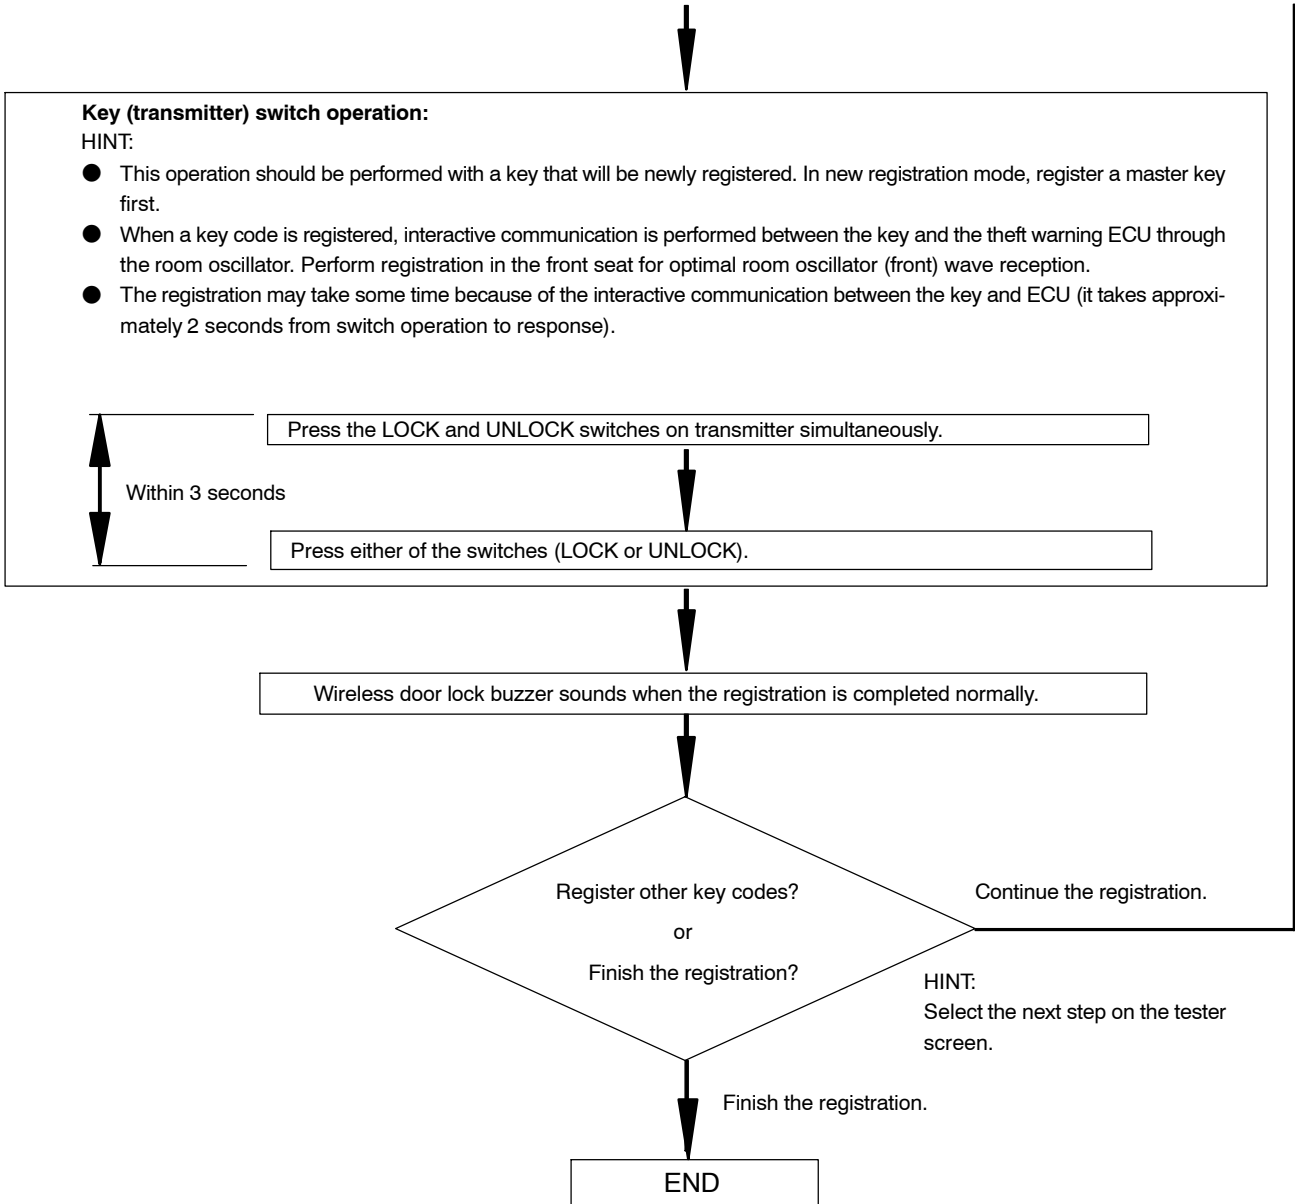 Key (transmitter) switch operation:
HINT:
● This operation should be performed with a key that will be newly registered. In new registration mode, register a master key
first.
● When a key code is registered, interactive communication is performed between the key and the theft warning ECU through
the room oscillator. Perform registration in the front seat for optimal room oscillator (front) wave reception.
● The registration may take some time because of the interactive communication between the key and ECU (it takes approxi-
mately 2 seconds from switch operation to response).
Press the LOCK and UNLOCK switches on transmitter simultaneously.
Within 3 seconds
Press either of the switches (LOCK or UNLOCK).
Wireless door lock buzzer sounds when the registration is completed normally.
Register other key codes?
or
Finish the registration?
Continue the registration.
HINT:
Select the next step on the tester
screen.
Finish the registration.
END